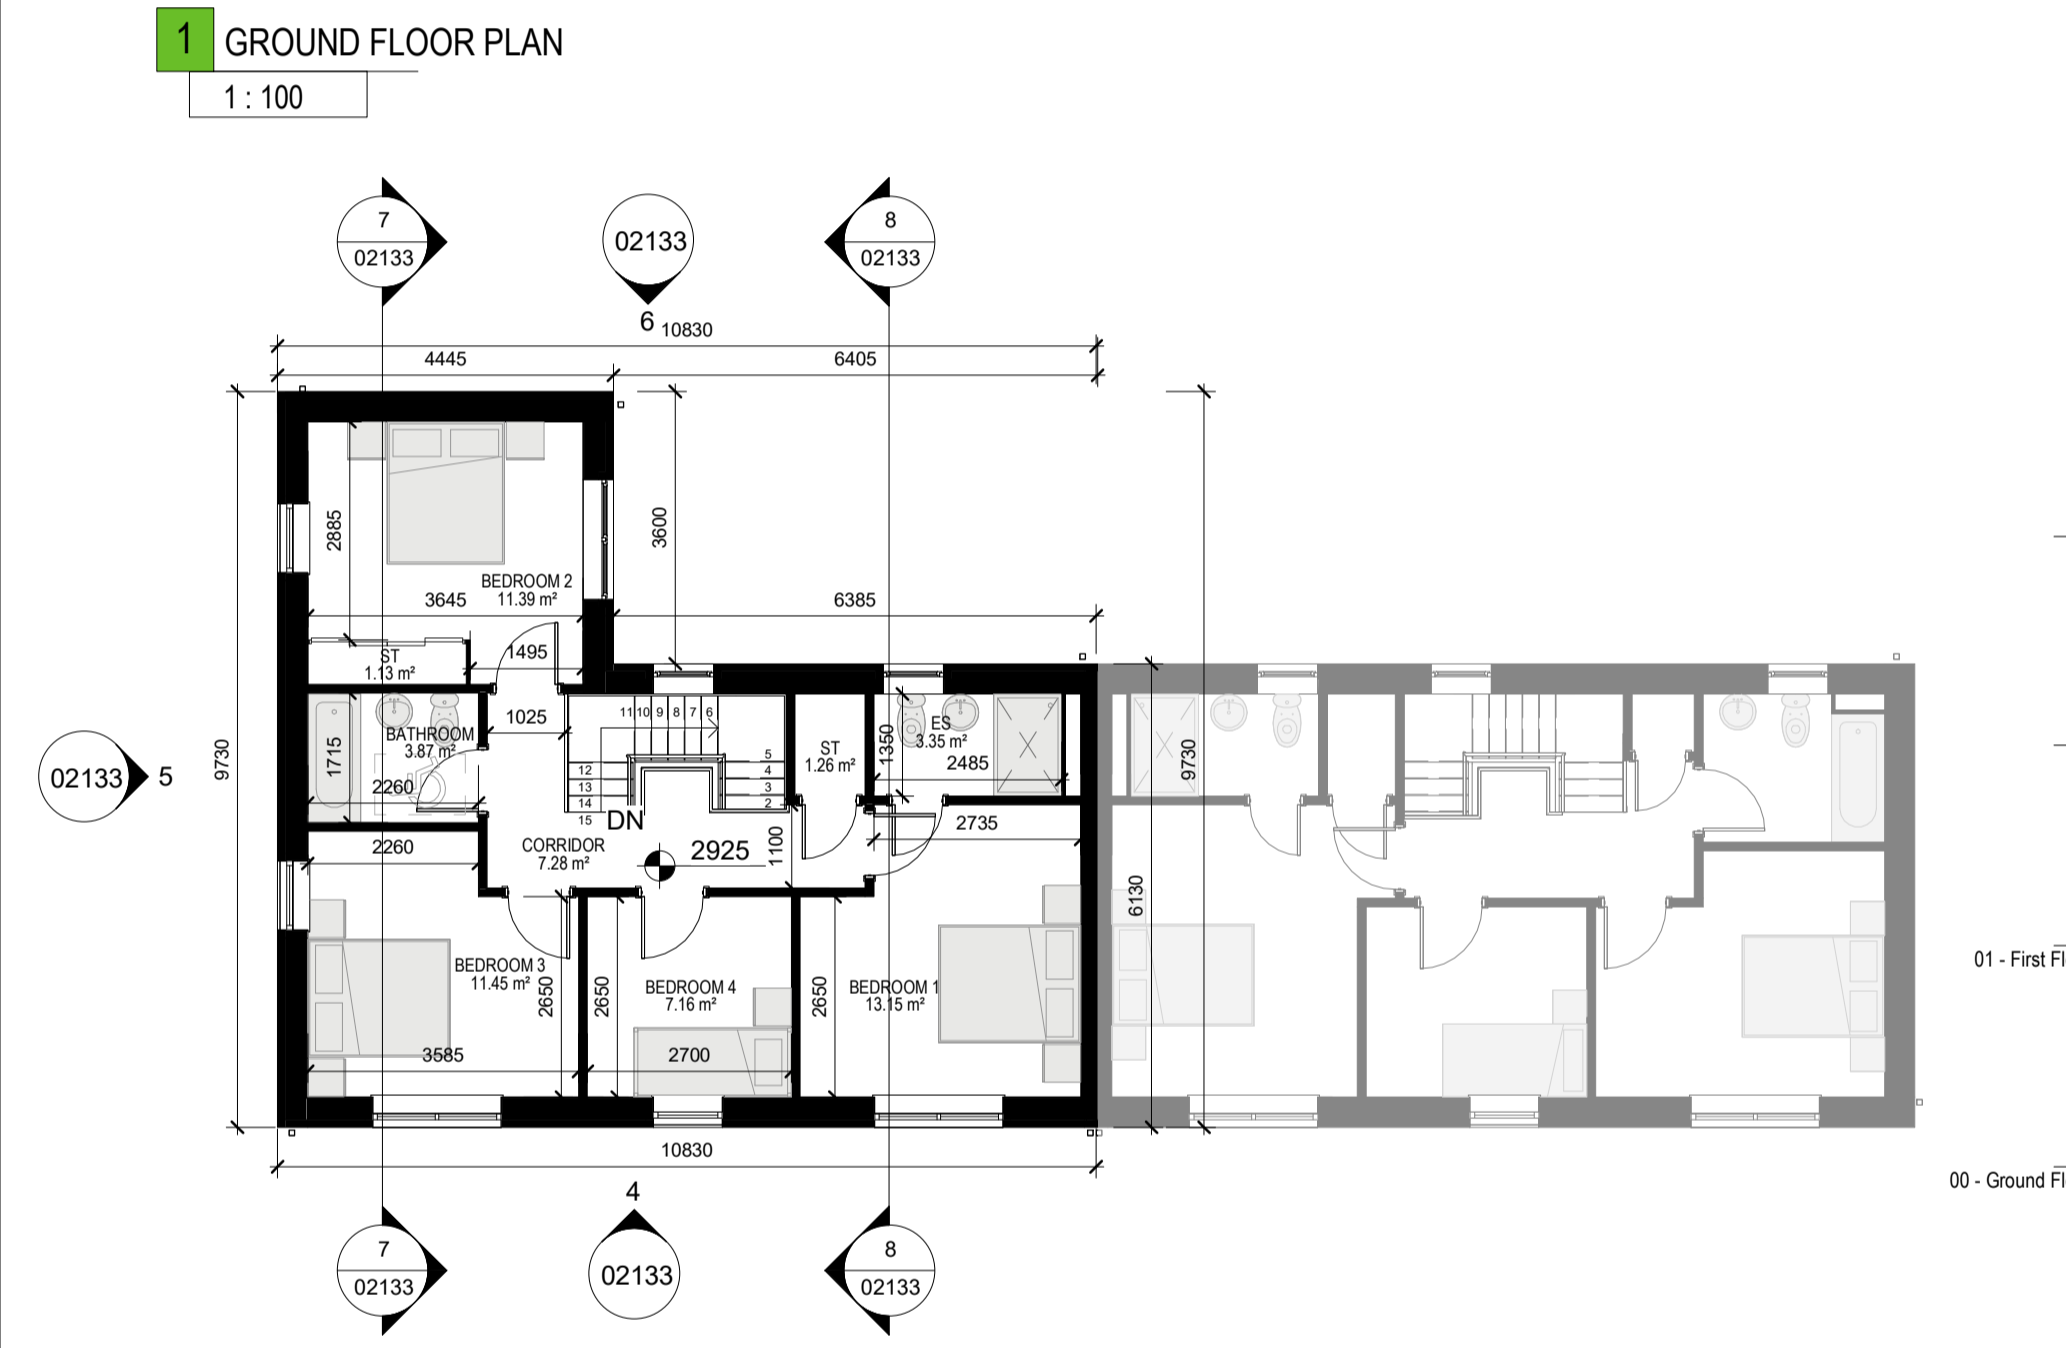 1 GROUND FLOOR PLAN
1 : 100
7
02133
02133
6
8
02133
10830
4445
6405
2885
BEDROOM 2
11.39 m²
3645
3600
6385
ST
1.13 m²
1495
9730
02133
5
1715
BATHROOM
3.87 m²
2260
1025
11 10 9 8 7 6
5
4
3
2
12
13
14
15
DN
ST
1.26 m²
1350
ES
3.35 m²
2485
2735
9730
6130
2260
CORRIDOR
7.28 m²
2925
1100
BEDROOM 3
11.45 m²
2650
3585
BEDROOM 4
7.16 m²
2650
2700
BEDROOM 1
13.15 m²
2650
10830
01 - First Fl
00 - Ground Fl
7
02133
4
02133
8
02133